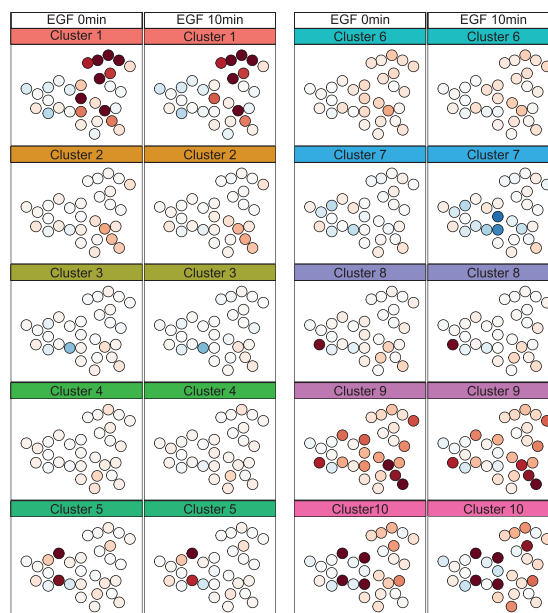 EGF 0min EGF 10min EGF 0min EGF 10min
Cluster 1 Cluster 1 Cluster 6 Cluster 6
Cluster 2 Cluster 2 Cluster 7 Cluster 7
Cluster 3 Cluster 3 Cluster 8 Cluster 8
Cluster 4 Cluster 4 Cluster 9 Cluster 9
Cluster 5 Cluster 5 Cluster10 Cluster 10